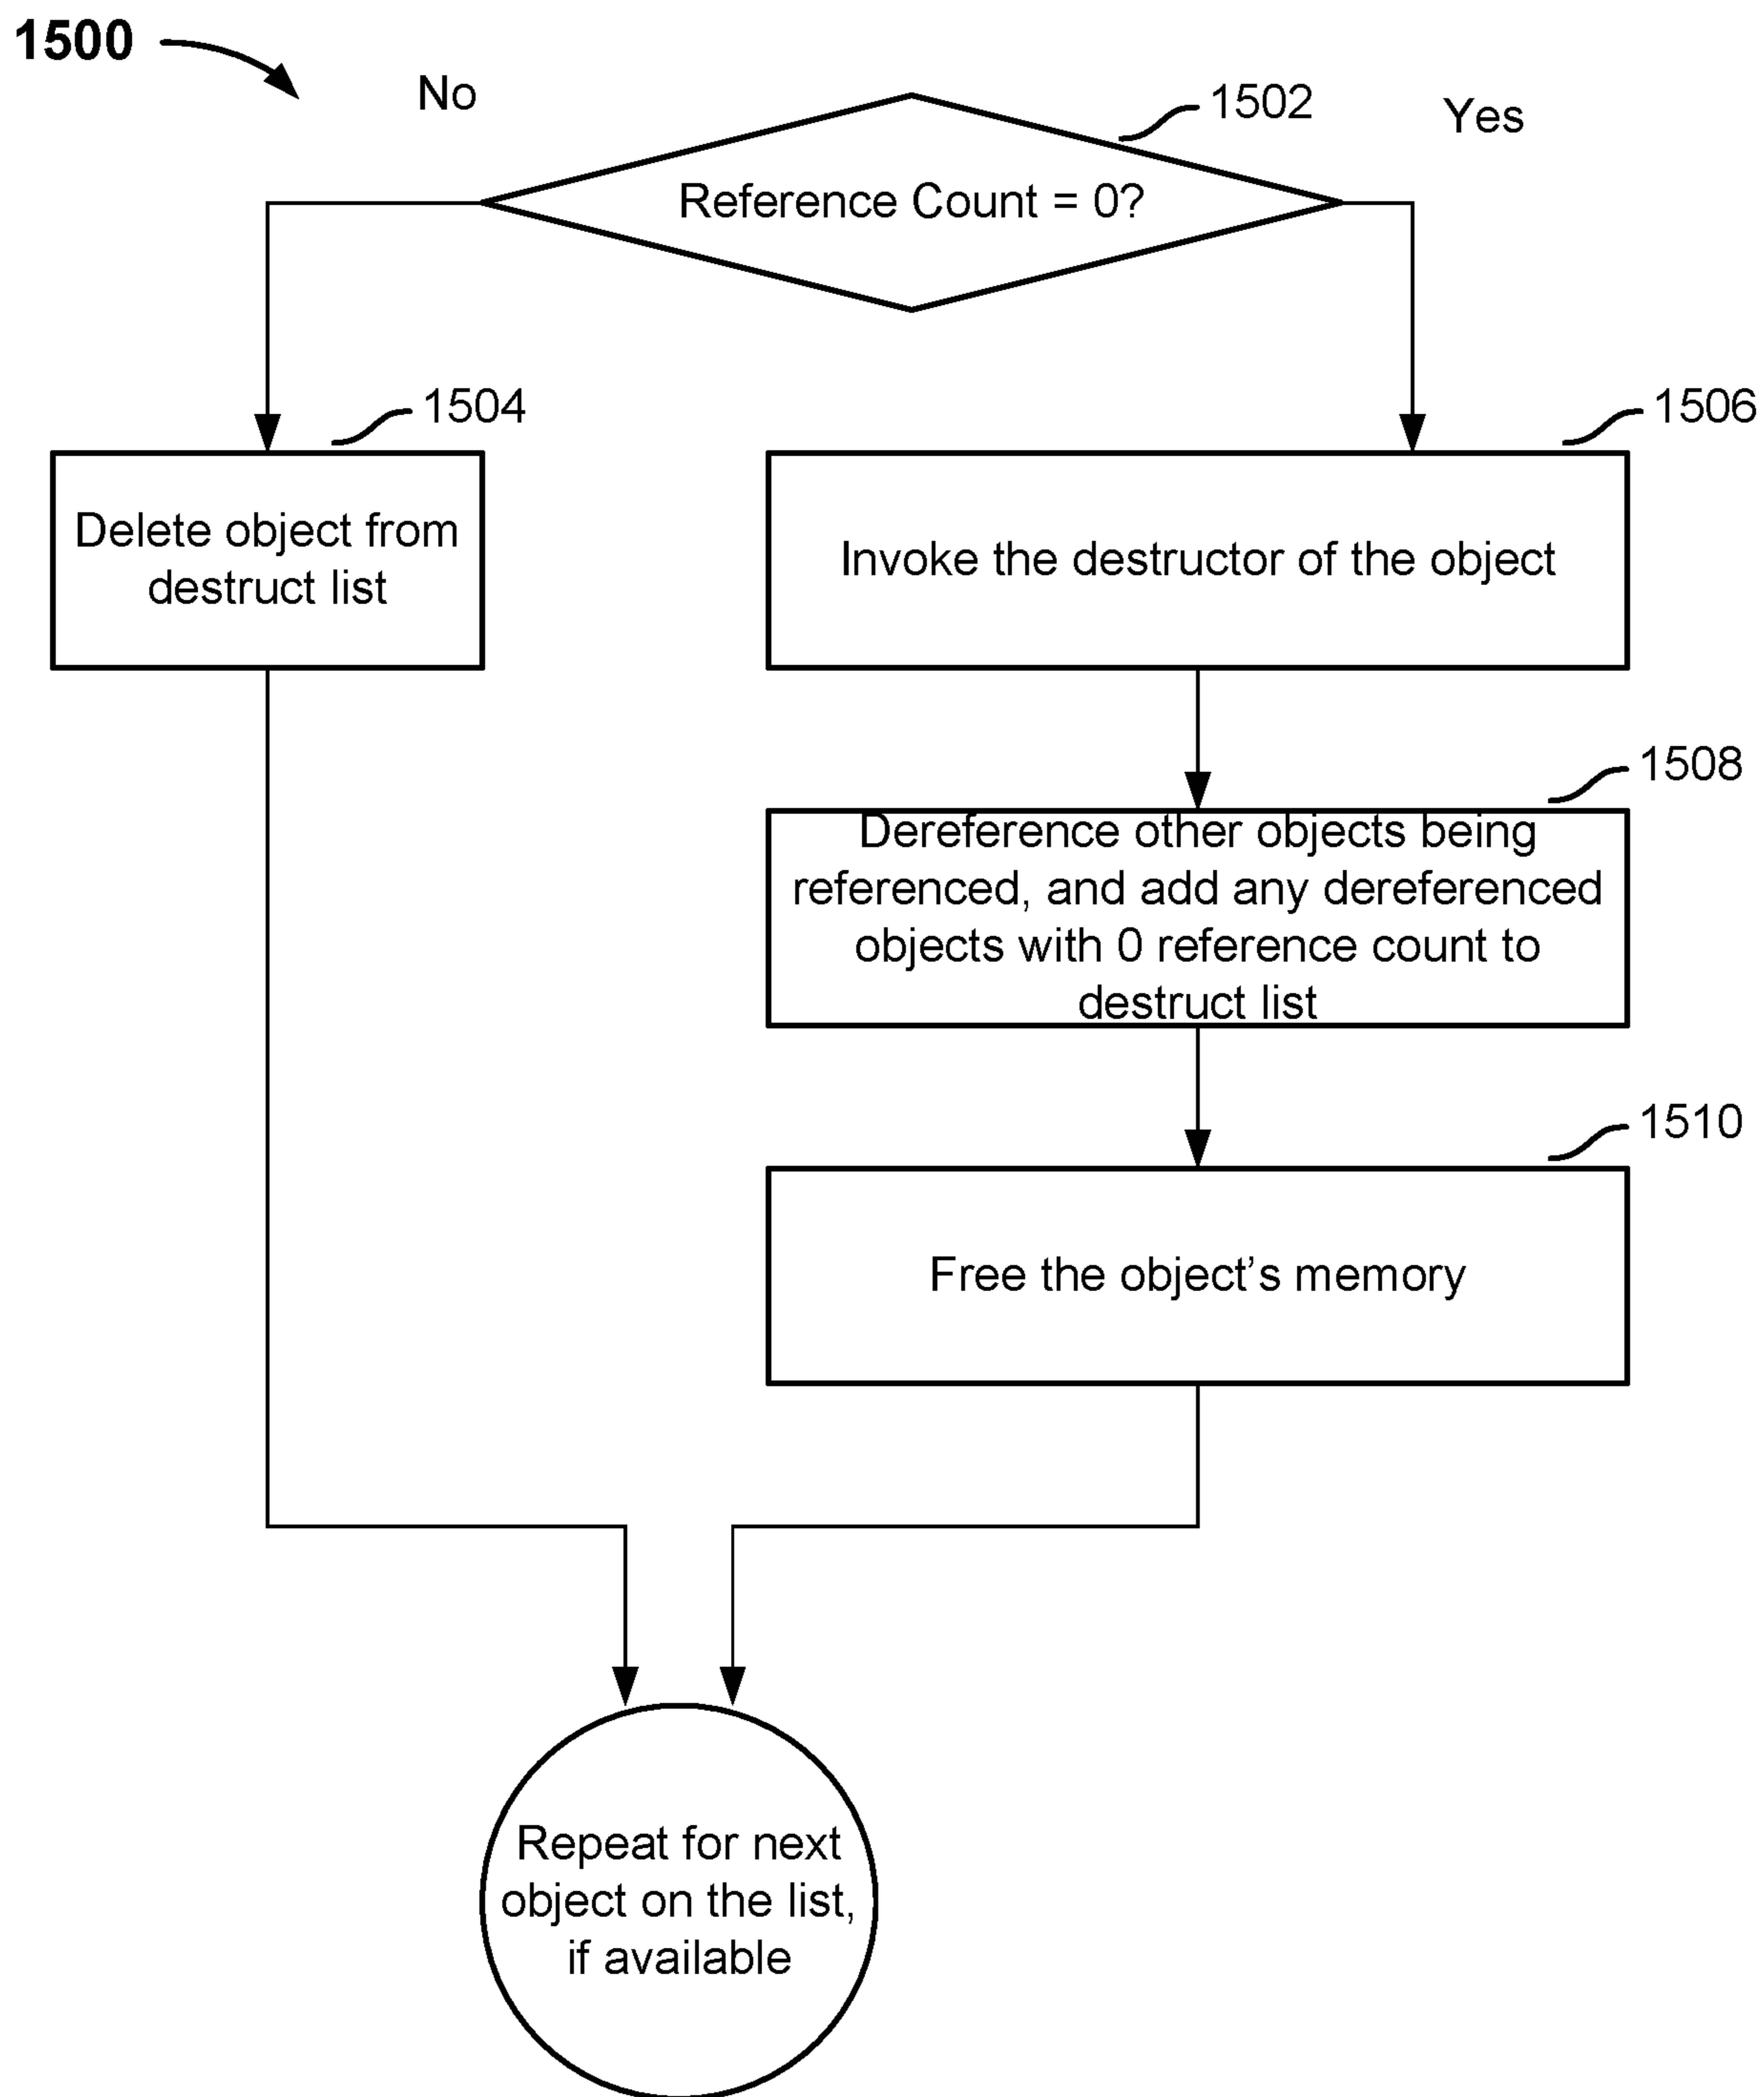 1500
No
1502
Yes
Reference Count = 0?
1504
1506
Delete object from
destruct list
Invoke the destructor of the object
1508
Dereference other objects being
referenced, and add any dereferenced
objects with 0 reference count to
destruct list
1510
Free the object’s memory
Repeat for next
object on the list,
if available